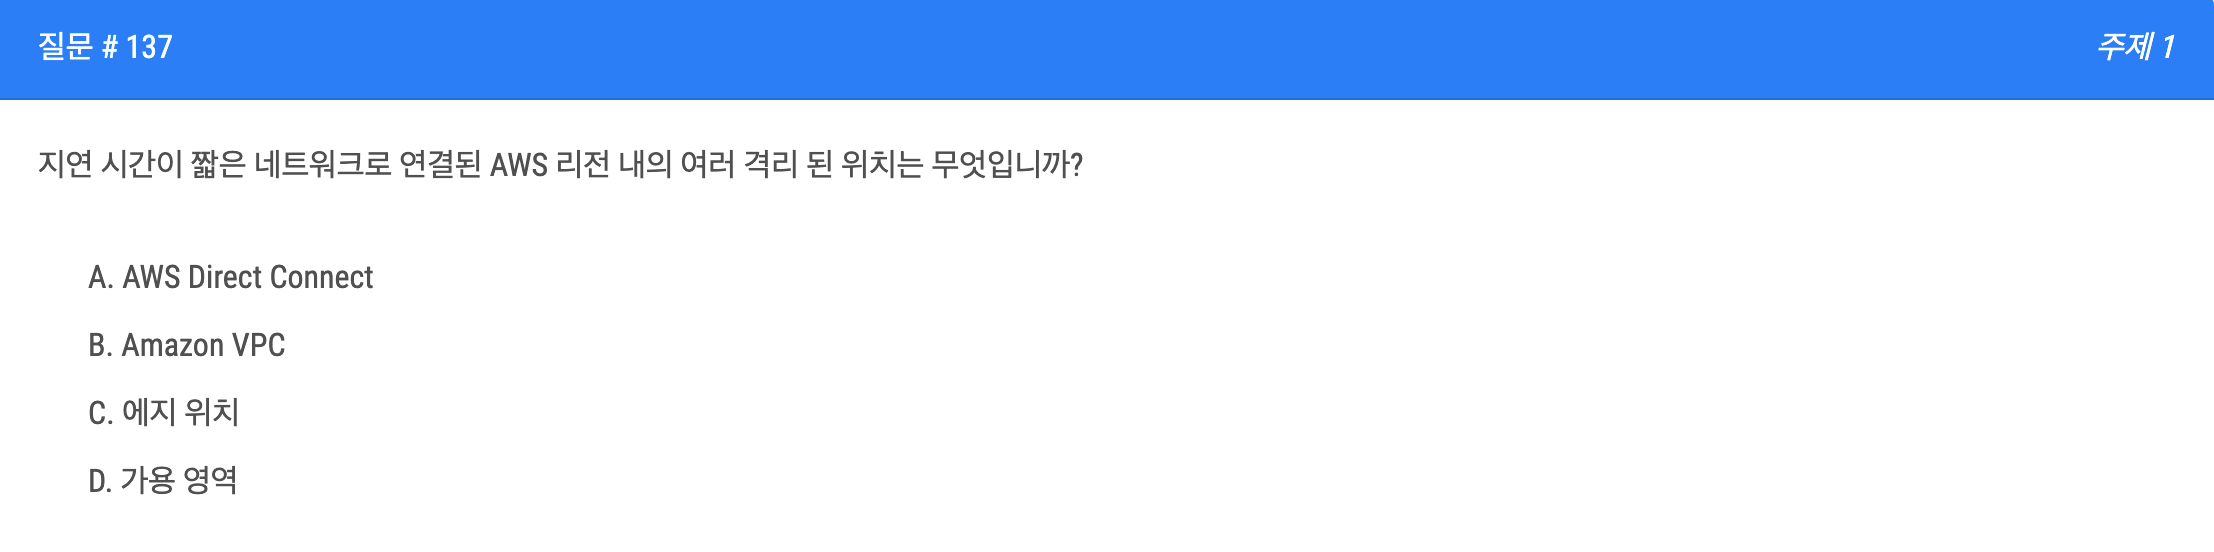 질문 # 137
주제 1
지연 시간이 짧은 네트워크로 연결된 AWS 리전 내의 여러 격리 된 위치는 무엇입니까?
A. AWS Direct Connect
B. Amazon VPC
C. 에지 위치
D. 가용 영역